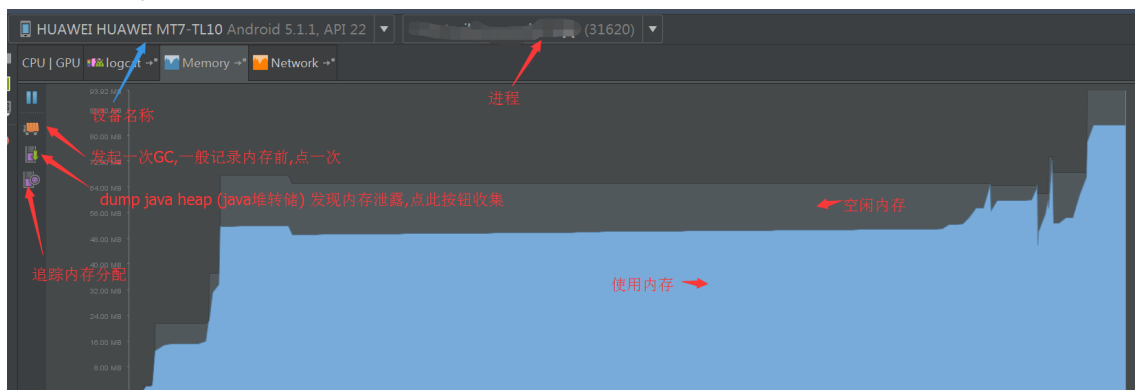 HUAWEI HUAWEI MT7-TL10 Android 5.1.1, API 22
(31620)
CPU | GPU
Memory
Network
进程
93.92 MB
设备名称
80.00 MB
发起一次GC,一般记录内存前,点一次
64.00 MB
dump java heap (java堆转储) 发现内存泄露,点此按钮收集
56.00 MB
空闲内存
48.00 MB
追踪内存分配
使用内存
32.00 MB
24.00 MB
16.00 MB
8.00 MB